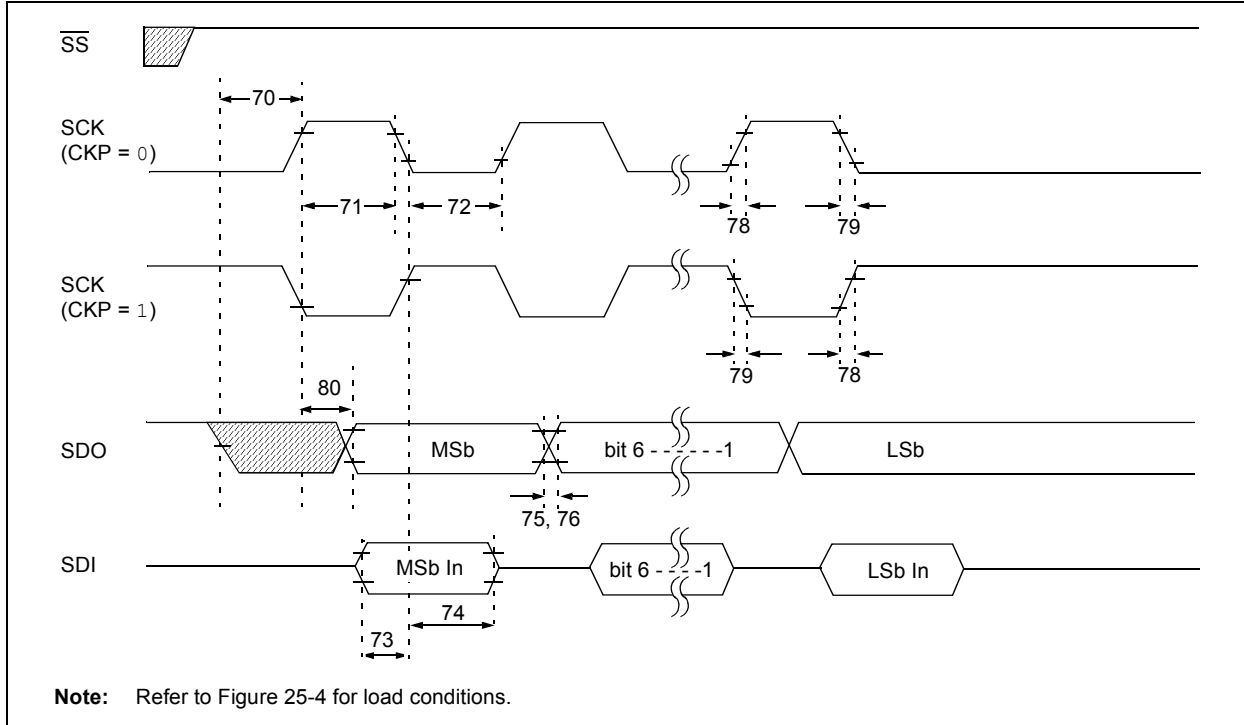 SS
70
SCK
(CKP = 0)
71
72
78
79
SCK
(CKP = 1)
79
78
80
SDO
MSb
bit 6 - - - - - -1
LSb
75, 76
SDI
MSb In
bit 6 - - - - -1
LSb In
74
73
Note: Refer to Figure 25-4 for load conditions.